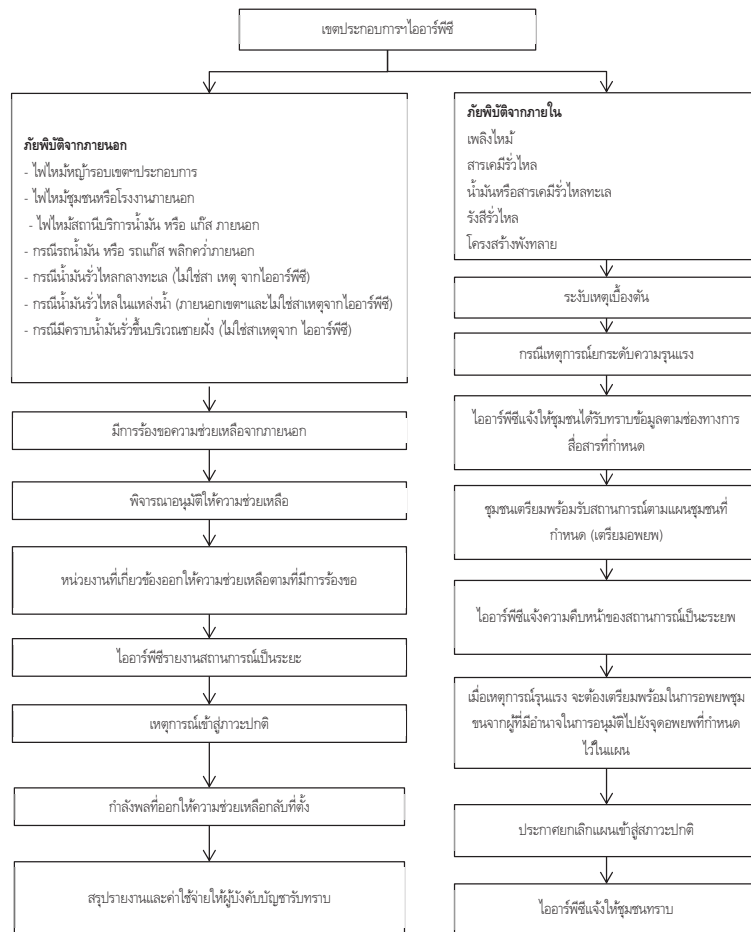 เขตประกอบการฯไออาร์พีซี
ภัยพิบัติจากภายนอก
- ไฟไหม้หญ้ารอบเขตฯประกอบการ
- ไฟไหม้ชุมชนหรือโรงงานภายนอก
- ไฟไหม้สถานีบริการน้ำมัน หรือ แก๊ส ภายนอก
- กรณีรถน้ำมัน หรือ รถแก๊ส พลิกคว่ำภายนอก
- กรณีน้ำมันรั่วไหลกลางทะเล (ไม่ใช่สา เหตุ จากไออาร์พีซี)
- กรณีน้ำมันรั่วไหลในแหล่งน้ำ (ภายนอกเขตฯและไม่ใช่สาเหตุจากไออาร์พีซี)
- กรณีมีคราบน้ำมันรั่วขึ้นบริเวณชายฝั่ง (ไม่ใช่สาเหตุจาก ไออาร์พีซี)
มีการร้องขอความช่วยเหลือจากภายนอก
พิจารณาอนุมัติให้ความช่วยเหลือ
หน่วยงานที่เกี่ยวข้องออกให้ความช่วยเหลือตามที่มีการร้องขอ
ไออาร์พีซีรายงานสถานการณ์เป็นระยะ
เหตุการณ์เข้าสู่ภาวะปกติ
กำลังพลที่ออกให้ความช่วยเหลือกลับที่ตั้ง
สรุปรายงานและค่าใช้จ่ายให้ผู้บังคับบัญชารับทราบ
ภัยพิบัติจากภายใน
เพลิงไหม้
สารเคมีรั่วไหล
น้ำมันหรือสารเคมีรั่วไหลทะเล
รังสีรั่วไหล
โครงสร้างพังทลาย
ระงับเหตุเบื้องต้น
กรณีเหตุการณ์ยกระดับความรุนแรง
ไออาร์พีซีแจ้งให้ชุมชนได้รับทราบข้อมูลตามช่องทางการ
สื่อสารที่กำหนด
ชุมชนเตรียมพร้อมรับสถานการณ์ตามแผนชุมชนที่
กำหนด (เตรียมอพยพ)
ไออาร์พีซีแจ้งความคืบหน้าของสถานการณ์เป็นะระยพ
เมื่อเหตุการณ์รุนแรง จะต้องเตรียมพร้อมในการอพยพชุม
ชนจากผู้ที่มีอำนาจในการอนุมัติไปยังจุดอพยพที่กำหนด
ไว้ในแผน
ประกาศยกเลิกแผนเข้าสู่สภาวะปกติ
ไออาร์พีซีแจ้งให้ชุมชนทราบ